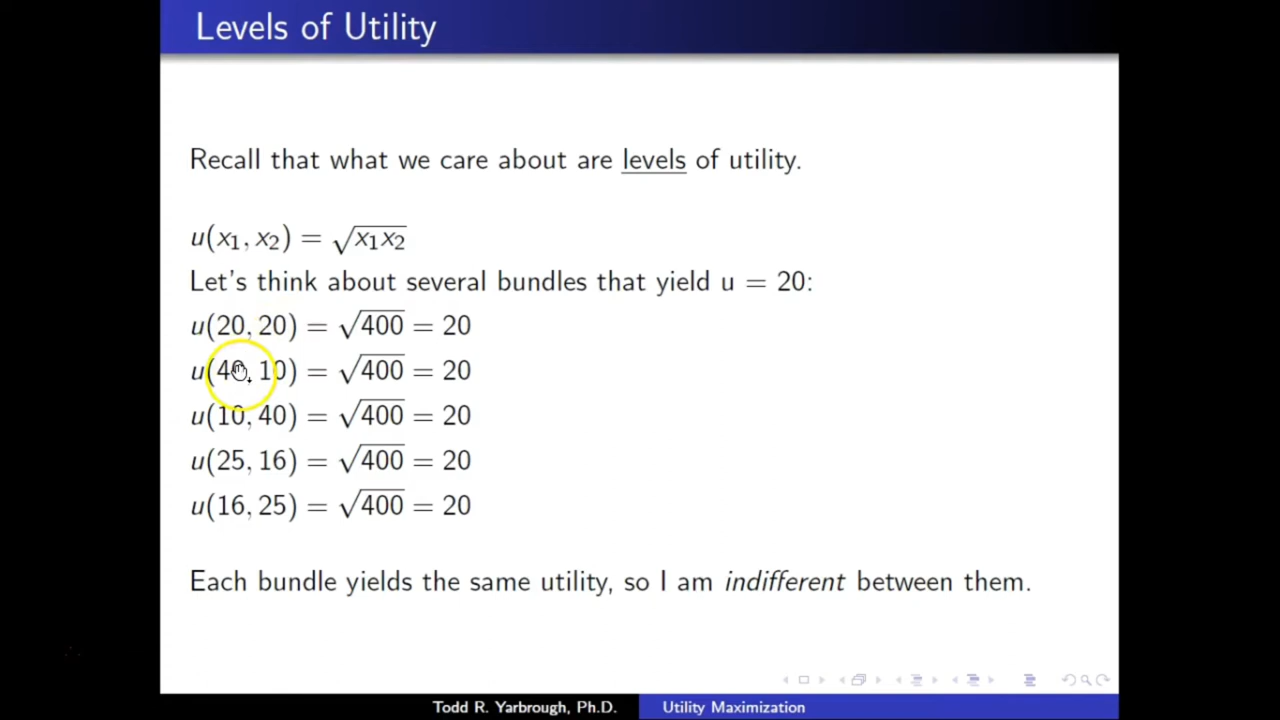 Levels of Utility
Recall that what we care about are levels of utility.
u(x₁, x₂) = √x₁x₂
Let's think about several bundles that yield u = 20:
u(20, 20) = √400 = 20
u(40, 10) = √400 = 20
u(10, 40) = √400 = 20
u(25, 16) = √400 = 20
u(16, 25) = √400 = 20
Each bundle yields the same utility, so I am indifferent between them.
Todd R. Yarbrough, Ph.D. Utility Maximization